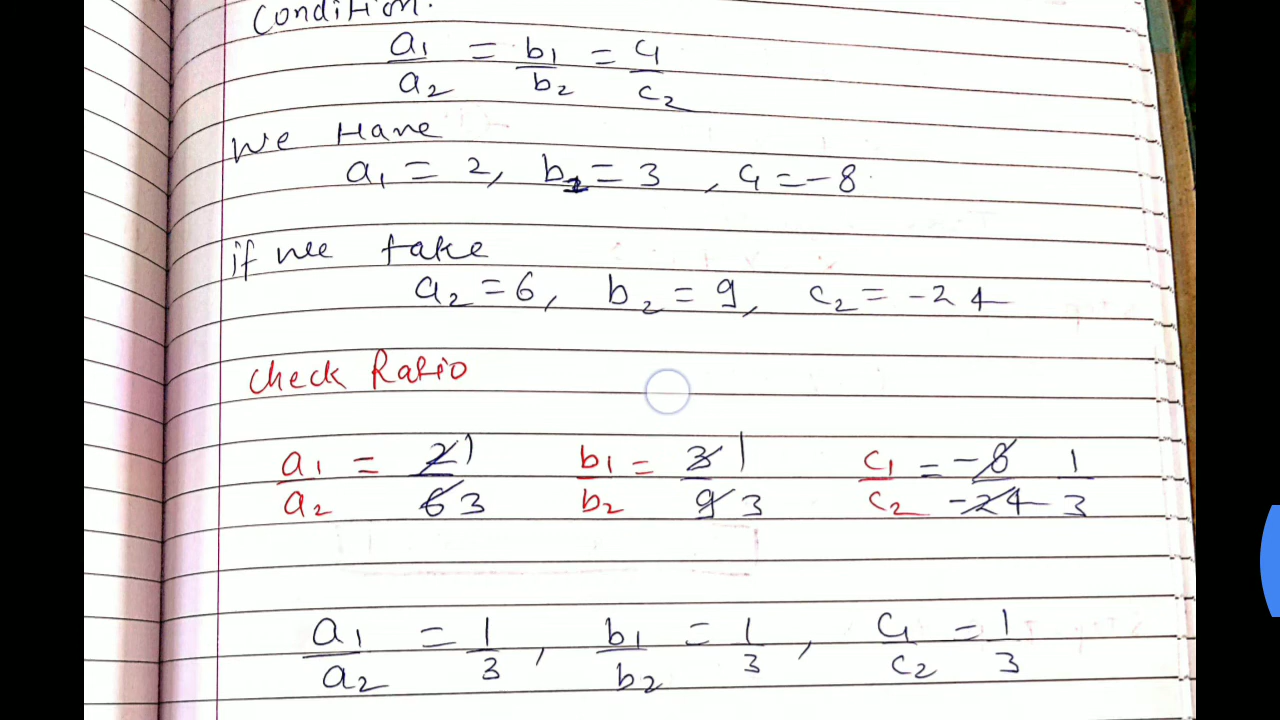 Condition:
a₁/a₂ = b₁/b₂ = c₁/c₂
We Have
a₁ = 2, b₁ = 3, c₁ = -8
if we take
a₂ = 6, b₂ = 9, c₂ = -24
Check Ratio
a₁/a₂ = 2/6 1/3 b₁/b₂ = 3/9 1/3 c₁/c₂ = -8/-24 1/3
a₁/a₂ = 1/3, b₁/b₂ = 1/3, c₁/c₂ = 1/3